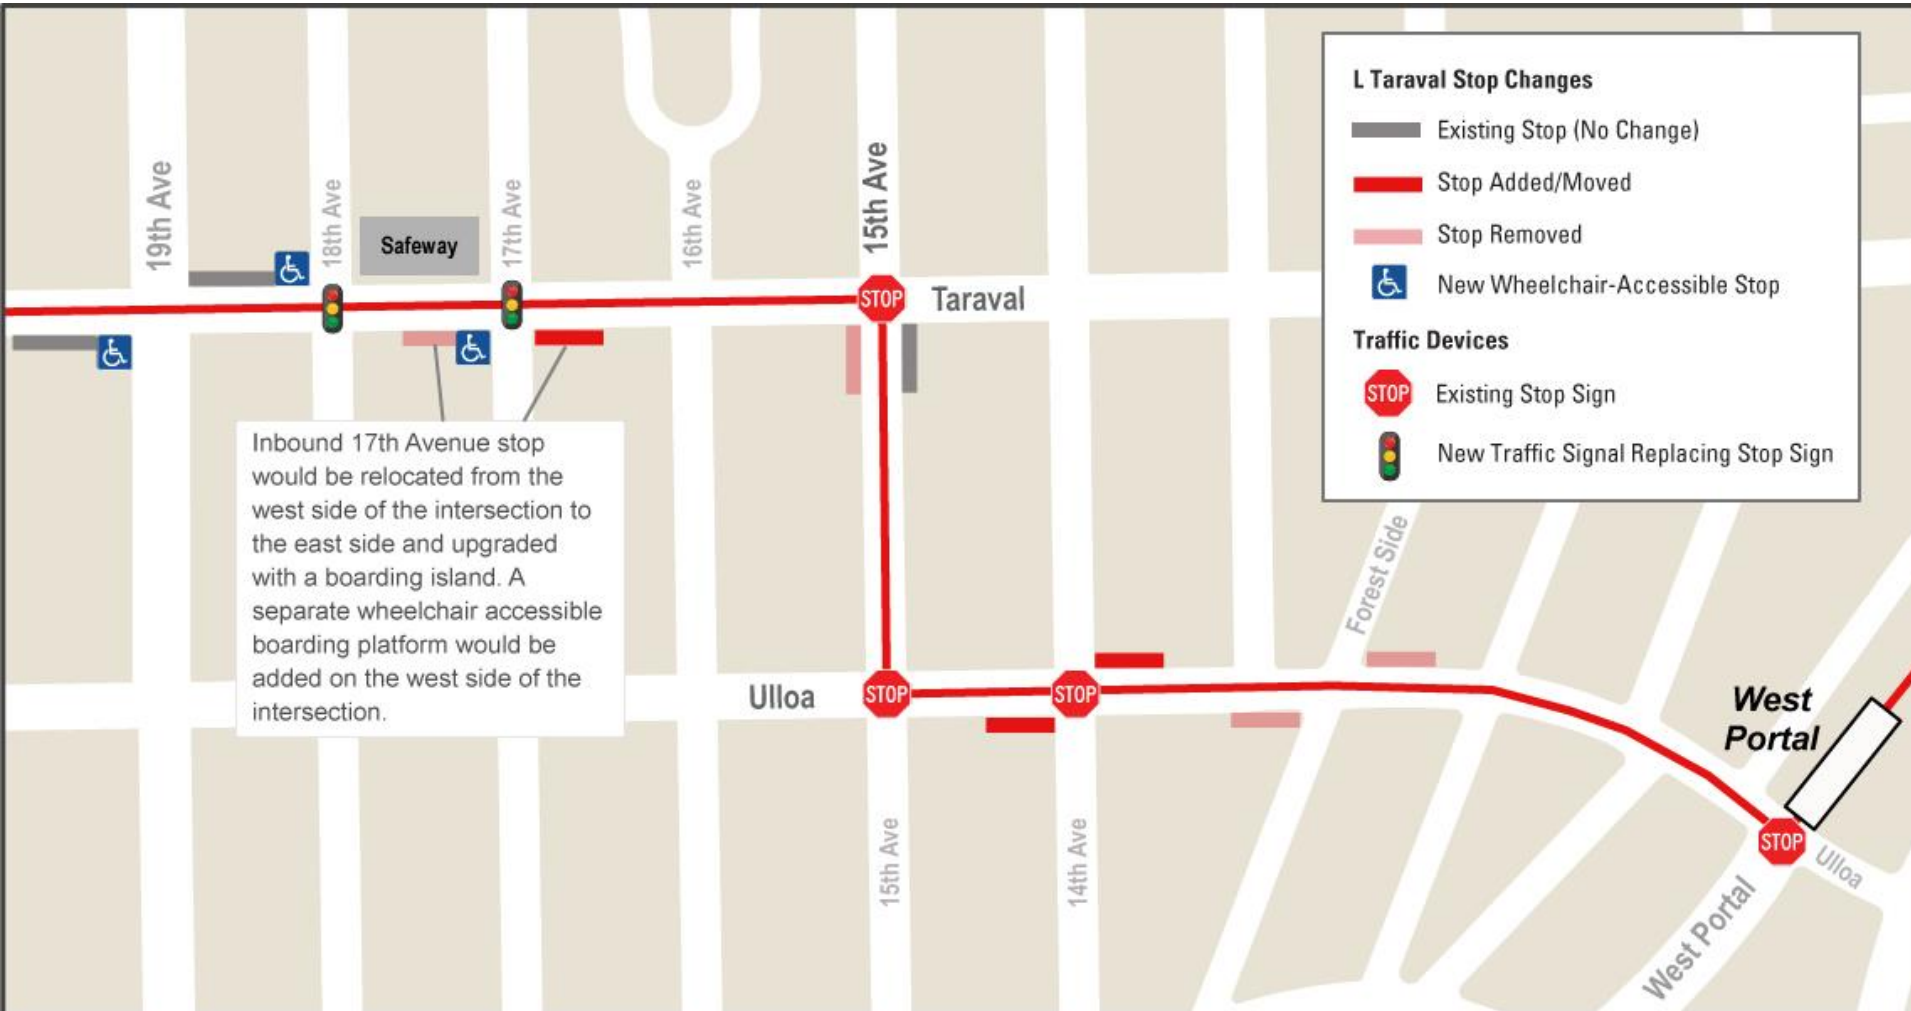 L Taraval Stop Changes
Existing Stop (No Change)
Stop Added/Moved
Stop Removed
New Wheelchair-Accessible Stop
Traffic Devices
STOP
Existing Stop Sign
New Traffic Signal Replacing Stop Sign
19th Ave
18th Ave
Safeway
17th Ave
16th Ave
15th Ave
STOP
Taraval
Inbound 17th Avenue stop
would be relocated from the
west side of the intersection to
the east side and upgraded
with a boarding island. A
separate wheelchair accessible
boarding platform would be
added on the west side of the
intersection.
Forest Side
Ulloa
STOP
STOP
West
Portal
15th Ave
14th Ave
STOP
Ulloa
West Portal